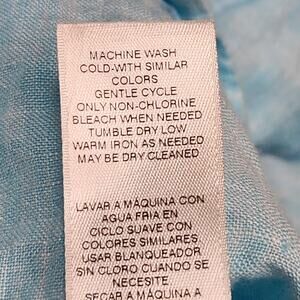 MACHINE WASH
COLD-WITH SIMILAR
COLORS
GENTLE CYCLE
ONLY NON-CHLORINE
BLEACH WHEN NEEDED
TUMBLE DRY LOW
WARM IRON AS NEEDED
MAY BE DRY CLEANED
LAVAR A MAQUINA CON
AGUA FRIA EN
CICLO SUAVE CON
COLORES SIMILARES
USAR BLANQUEADOR
SIN CLORO CUANDO SE
NECESITE
SECAR A MAQUINA A